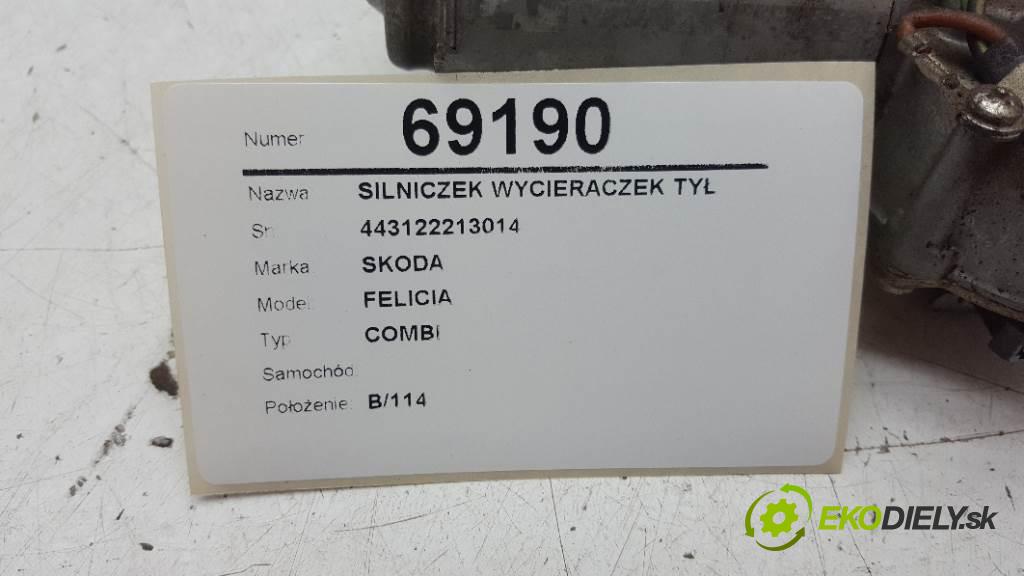 Numer 69190
Nazwa SILNICZEK WYCIERACZEK TYŁ
Sn 443122213014
Marka SKODA
Model: FELICIA
Typ COMBI
Samochód
Położenie: B/114
EKODIELY.sk